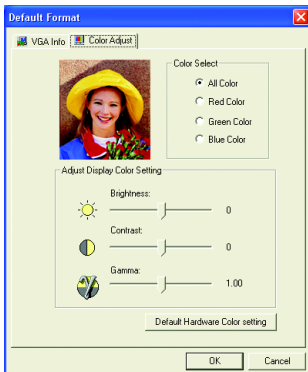 Default Format
VGA Info
Color Adjust
Color Select
All Color
Red Color
Green Color
Blue Color
Adjust Display Color Setting
Brightness:
0
Contrast:
0
Gamma:
1.00
Default Hardware Color setting
OK Cancel